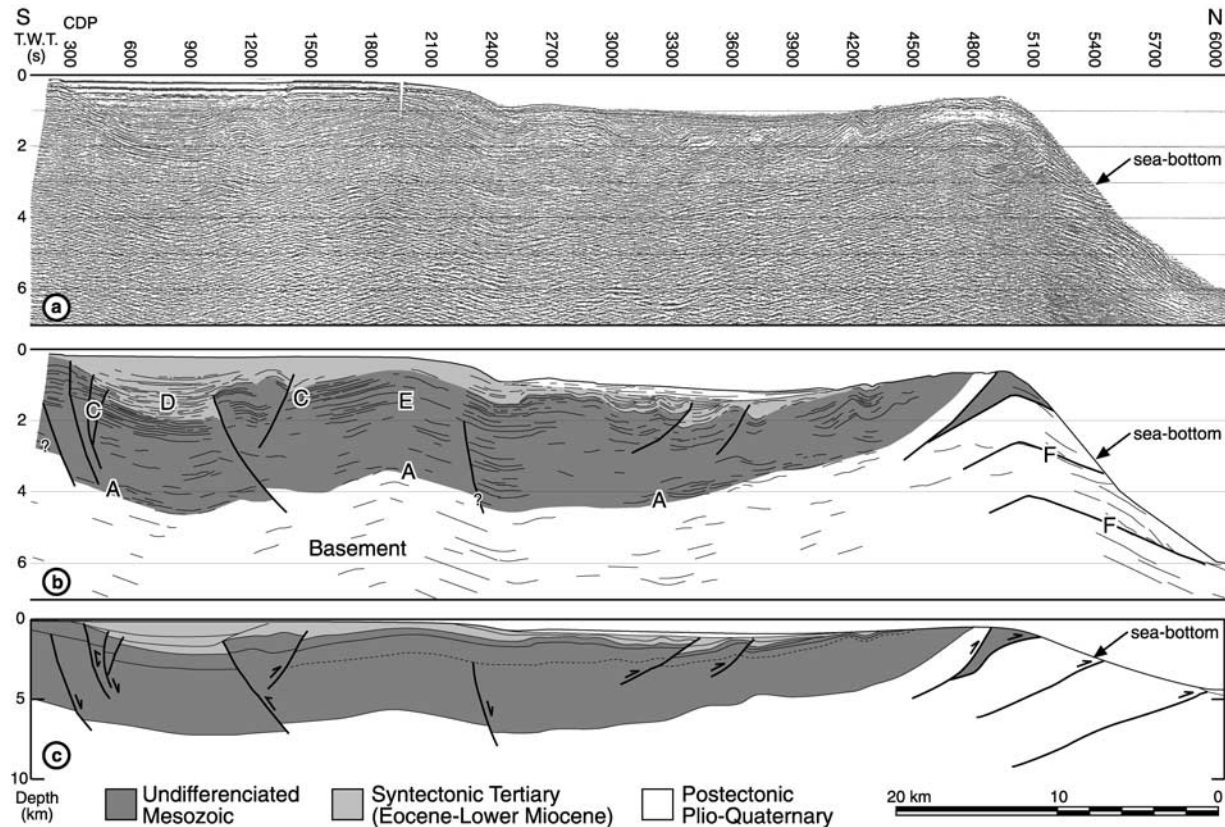 S CDP N
T.W.T. (s) 300 600 900 1200 1500 1800 2100 2400 2700 3000 3100 3400 3900 4200 4500 4800 5100 5400 5700 6000
0
2
sea-bottom
4
6
a
0
C D C E
2
sea-bottom
?
A A A F
4
?
F
Basement
6
b
0
sea-bottom
5
c
10
Depth (km)
Undifferenciated Mesozoic
Syntectonic Tertiary (Eocene-Lower Miocene)
Postectonic Plio-Quaternary
20 km 10 0